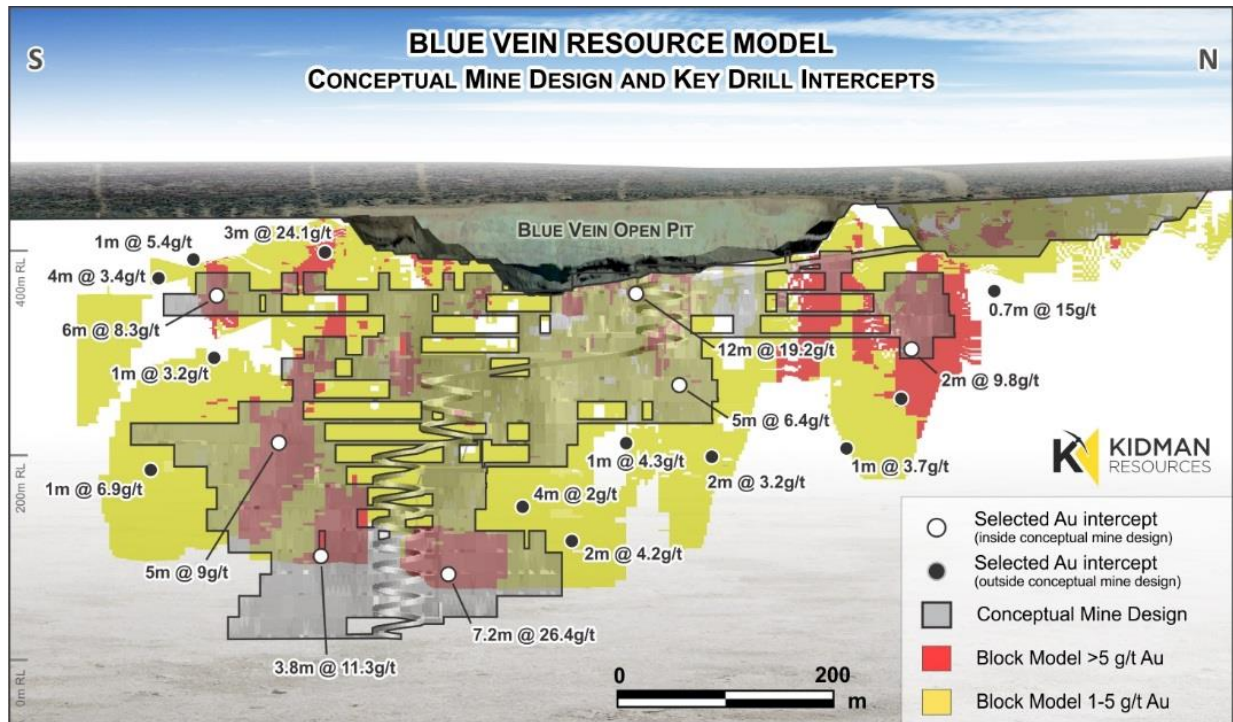 BLUE VEIN RESOURCE MODEL
CONCEPTUAL MINE DESIGN AND KEY DRILL INTERCEPTS
S
N
BLUE VEIN OPEN PIT
400m RL
200m RL
0m RL
1m @ 5.4g/t
3m @ 24.1g/t
4m @ 3.4g/t
6m @ 8.3g/t
1m @ 3.2g/t
0.7m @ 15g/t
12m @ 19.2g/t
2m @ 9.8g/t
5m @ 6.4g/t
1m @ 4.3g/t
2m @ 3.2g/t
1m @ 3.7g/t
1m @ 6.9g/t
4m @ 2g/t
2m @ 4.2g/t
5m @ 9g/t
7.2m @ 26.4g/t
3.8m @ 11.3g/t
0
200
m
KIDMAN
RESOURCES
Selected Au intercept
(inside conceptual mine design)
Selected Au intercept
(outside conceptual mine design)
Conceptual Mine Design
Block Model >5 g/t Au
Block Model 1-5 g/t Au